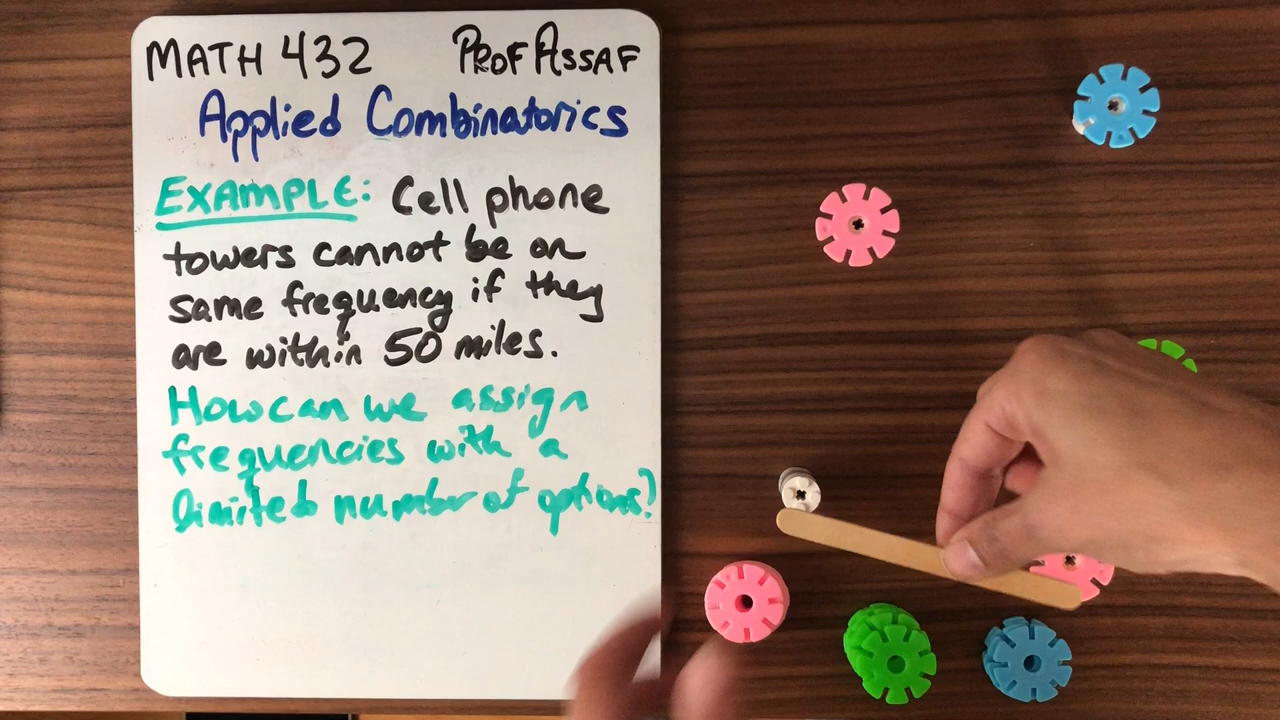 MATH 432 PROF ASSAF
Applied Combinatorics
EXAMPLE: Cell phone
towers cannot be on
same frequency if they
are within 50 miles.
How can we assign
frequencies with a
limited number of options?